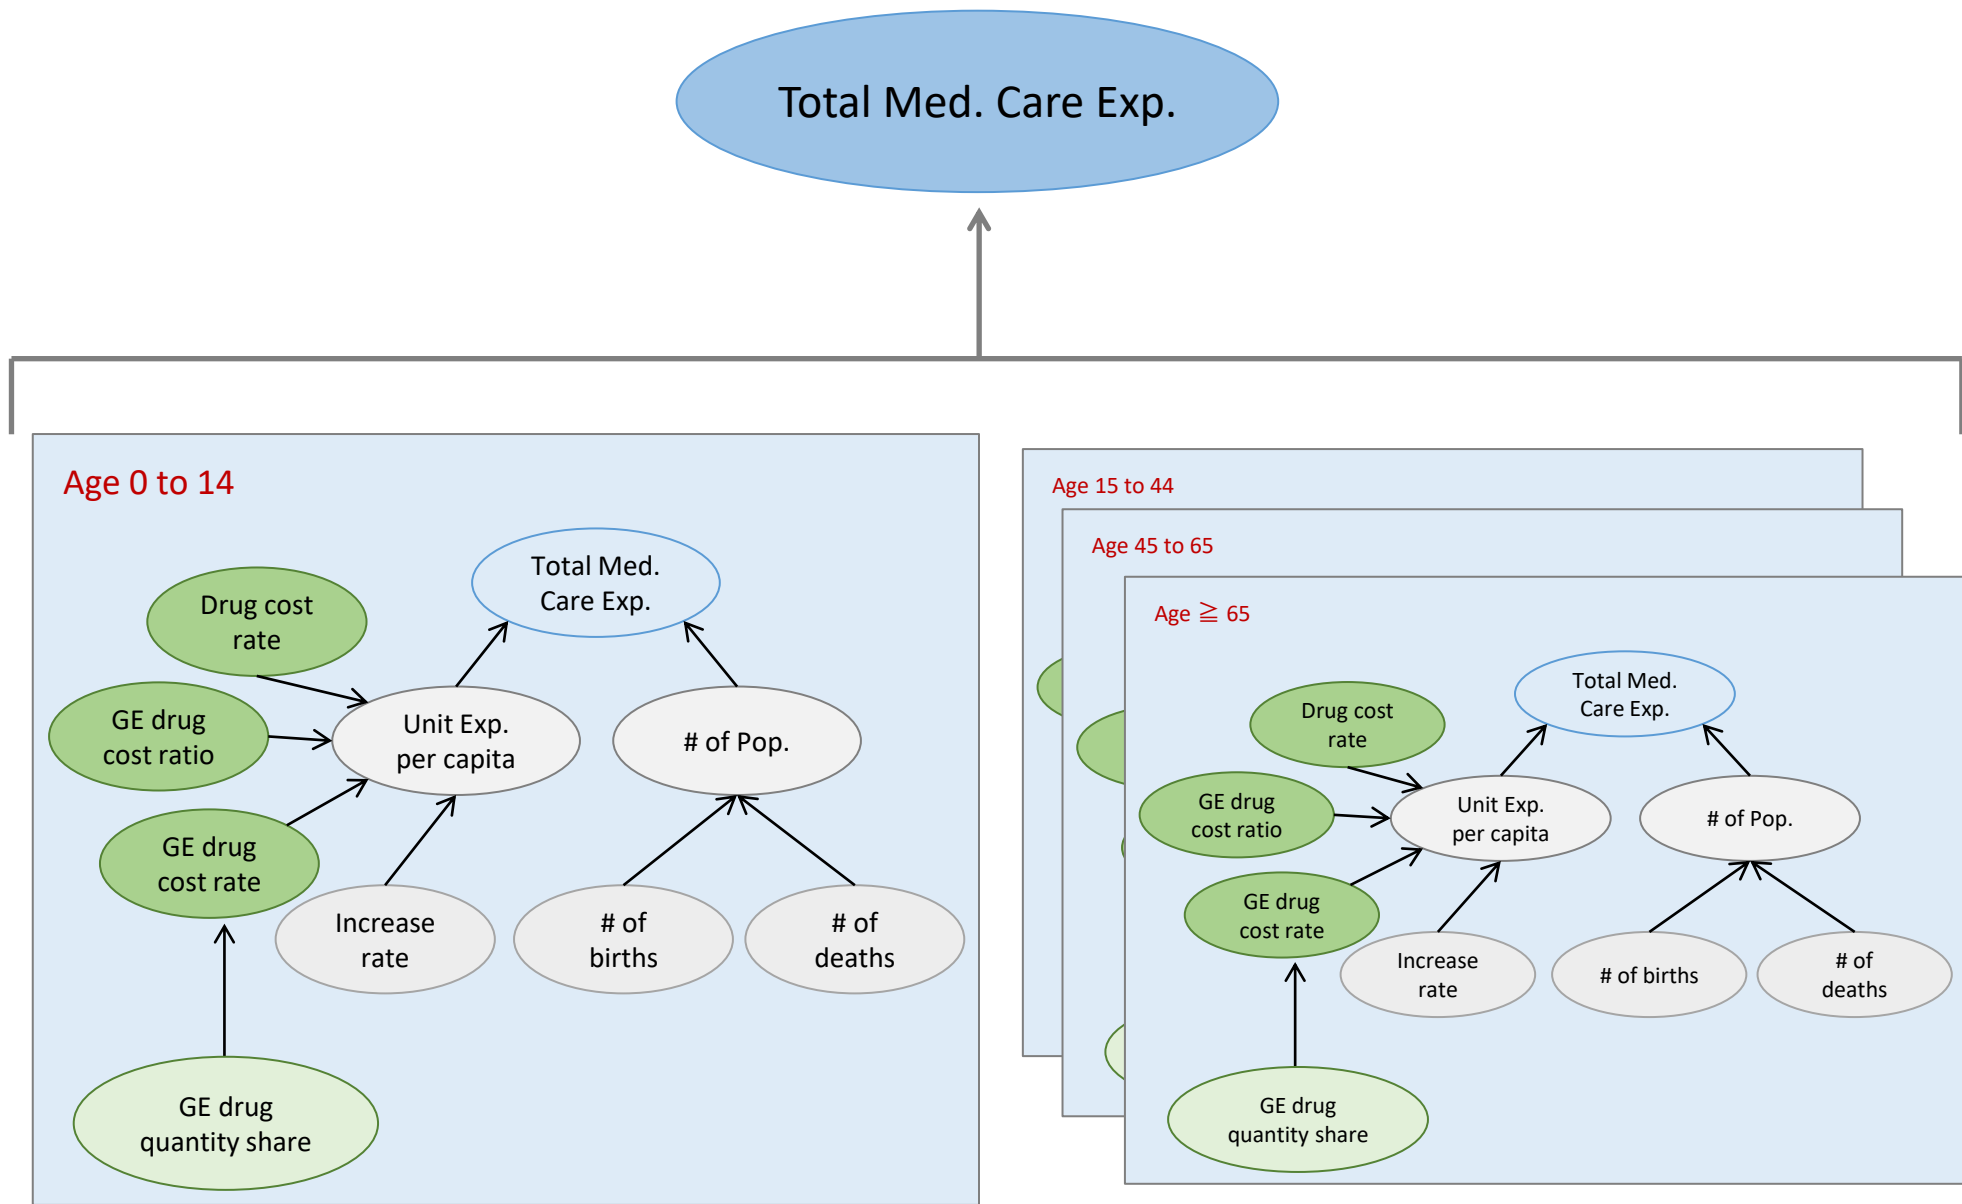 Total Med. Care Exp.
Age 0 to 14
Total Med.
Care Exp.
Drug cost
rate
GE drug
cost ratio
Unit Exp.
per capita
# of Pop.
GE drug
cost rate
Increase
rate
# of
births
# of
deaths
GE drug
quantity share
Age 15 to 44
Age 45 to 65
Age ≧ 65
Total Med.
Care Exp.
Drug cost
rate
GE drug
cost ratio
Unit Exp.
per capita
# of Pop.
GE drug
cost rate
Increase
rate
# of births
# of
deaths
GE drug
quantity share